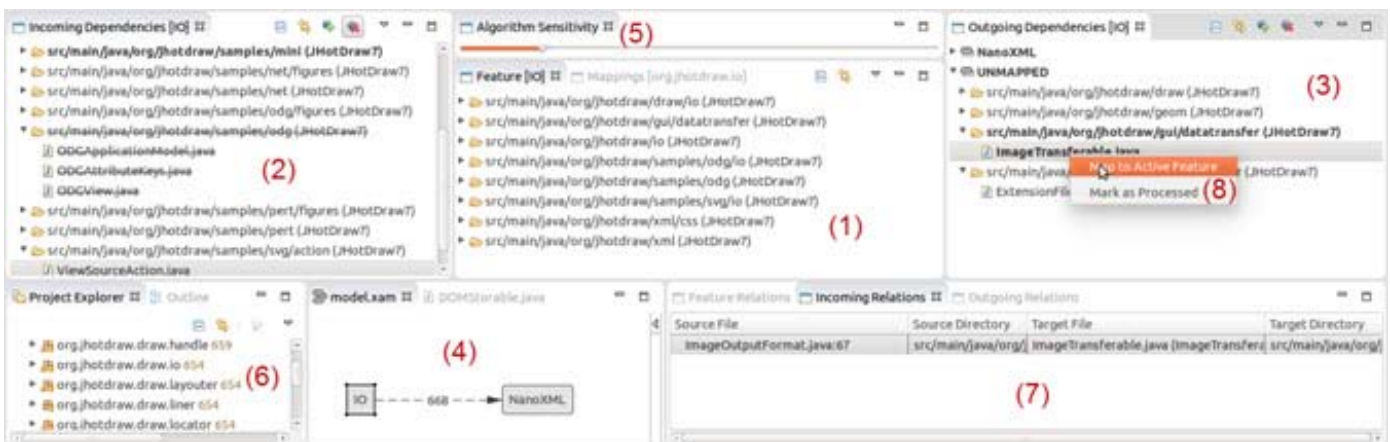 Incoming Dependencies [IO]
src/main/java/org/jhotdraw/samples/mini (JHotDraw7)
src/main/java/org/jhotdraw/samples/net/figures (JHotDraw7)
src/main/java/org/jhotdraw/samples/net (JHotDraw7)
src/main/java/org/jhotdraw/samples/odg/figures (JHotDraw7)
src/main/java/org/jhotdraw/samples/odg (JHotDraw7)
ODGApplicationModel.java
ODGAttributeKeys.java
(2)
ODGView.java
src/main/java/org/jhotdraw/samples/pert/figures (JHotDraw7)
src/main/java/org/jhotdraw/samples/pert (JHotDraw7)
src/main/java/org/jhotdraw/samples/svg/action (JHotDraw7)
ViewSourceAction.java
Algorithm Sensitivity
(5)
Feature [IO] Mappings [org.jhotdraw.io]
src/main/java/org/jhotdraw/draw/io (JHotDraw7)
src/main/java/org/jhotdraw/gui/datatransfer (JHotDraw7)
src/main/java/org/jhotdraw/io (JHotDraw7)
src/main/java/org/jhotdraw/samples/odg/io (JHotDraw7)
src/main/java/org/jhotdraw/samples/odg (JHotDraw7)
src/main/java/org/jhotdraw/samples/svg/io (JHotDraw7)
src/main/java/org/jhotdraw/xml/css (JHotDraw7)
(1)
src/main/java/org/jhotdraw/xml (JHotDraw7)
Outgoing Dependencies [IO]
NanoXML
UNMAPPED
(3)
src/main/java/org/jhotdraw/draw (JHotDraw7)
src/main/java/org/jhotdraw/geom (JHotDraw7)
src/main/java/org/jhotdraw/gui/datatransfer (JHotDraw7)
ImageTransferable.java
Map to Active Feature
src/main/java (JHotDraw7)
ExtensionFile
Mark as Processed
(8)
Project Explorer Outline
org.jhotdraw.draw.handle 659
org.jhotdraw.draw.io 654
(6)
org.jhotdraw.draw.layouter 654
org.jhotdraw.draw.liner 654
org.jhotdraw.draw.locator 654
model.xam DOMStorable.java
(4)
IO 668 NanoXML
Feature Relations Incoming Relations Outgoing Relations
Source File Source Directory Target File Target Directory
ImageOutputFormat.java:67 src/main/java/org/j ImageTransferable.java (ImageTransfera src/main/java/org/j
(7)